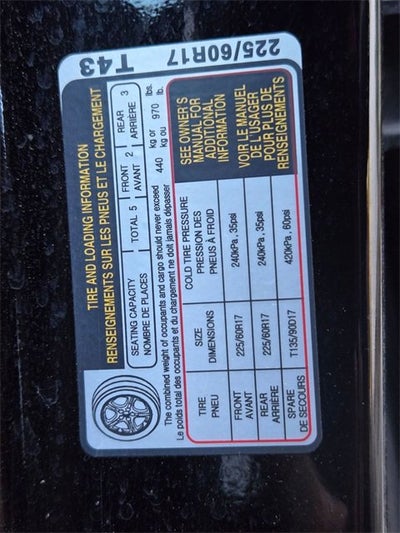 TIRE AND LOADING INFORMATION
RENSEIGNEMENTS SUR LES PNEUS ET LE CHARGEMENT
SEATING CAPACITY TOTAL 5 FRONT 2 REAR 3
NOMBRE DE PLACES AVANT ARRIÈRE
The combined weight of occupants and cargo should never exceed 440 kg or 970 lbs.
Le poids total des occupants et du chargement ne doit jamais dépasser kg ou lb.
TIRE SIZE COLD TIRE PRESSURE
PNEU DIMENSIONS PRESSION DES
PNEUS À FROID
FRONT 225/60R17 240kPa, 35psi
AVANT
REAR 225/60R17 240kPa, 35psi
ARRIÈRE
SPARE T135/90D17 420kPa, 60psi
DE SECOURS
SEE OWNER'S
MANUAL FOR
ADDITIONAL
INFORMATION
VOIR LE MANUEL
DE L'USAGER
POUR PLUS DE
RENSEIGNEMENTS
T43 225/60R17